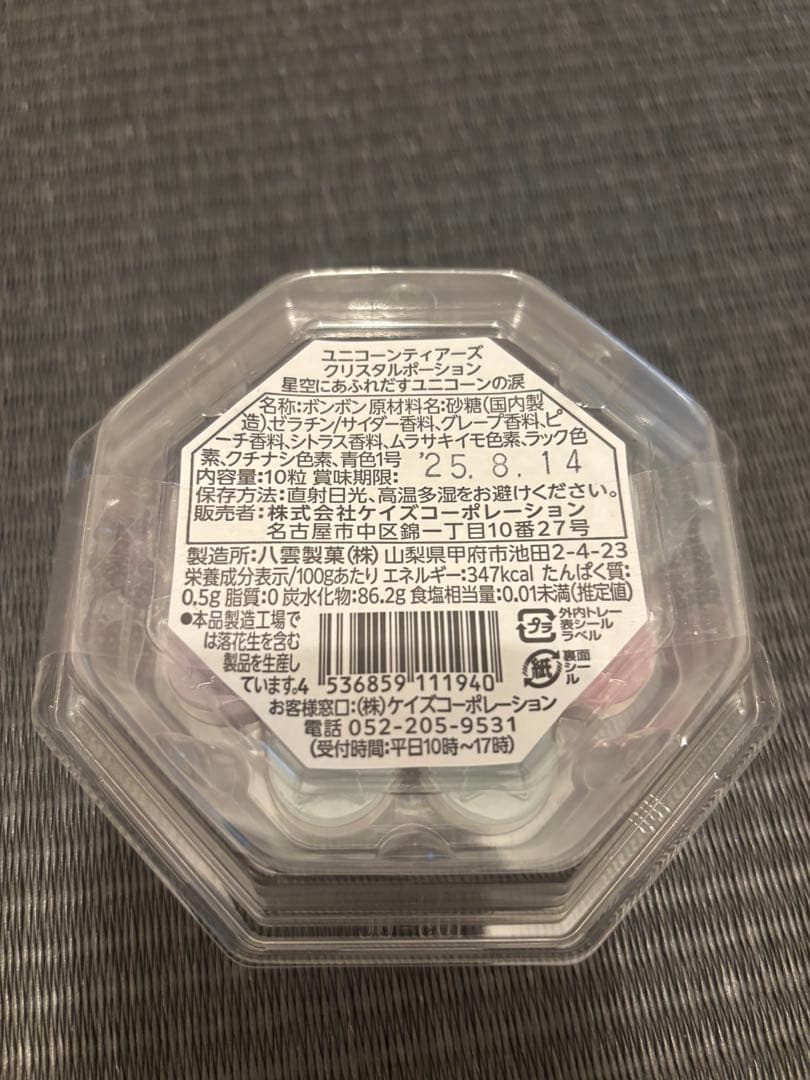 ユニコーンティアーズ
クリスタルポーション
星空にあふれだすユニコーンの涙
名称:ボンボン 原材料名:砂糖(国内製
造)、ゼラチン/サイダー香料、グレープ香料、ピ
ーチ香料、シトラス香料、ムラサキイモ色素、ラック色
素、クチナシ色素、青色1号
内容量:10粒 賞味期限: '25.8.14
保存方法:直射日光、高温多湿をお避けください。
販売者:株式会社ケイズコーポレーション
名古屋市中区錦一丁目10番27号
製造所:八雲製菓(株) 山梨県甲府市池田2-4-23
栄養成分表示/100gあたり エネルギー:347kcal たんぱく質:
0.5g 脂質:0 炭水化物:86.2g 食塩相当量:0.01未満(推定値)
●本品製造工場で
は落花生を含む
製品を生産し
ています。
4 536859 111940
プラ
外内トレー
表シール
ラベル
紙
裏面
シー
ル
お客様窓口:(株)ケイズコーポレーション
電話 052-205-9531
(受付時間:平日10時〜17時)